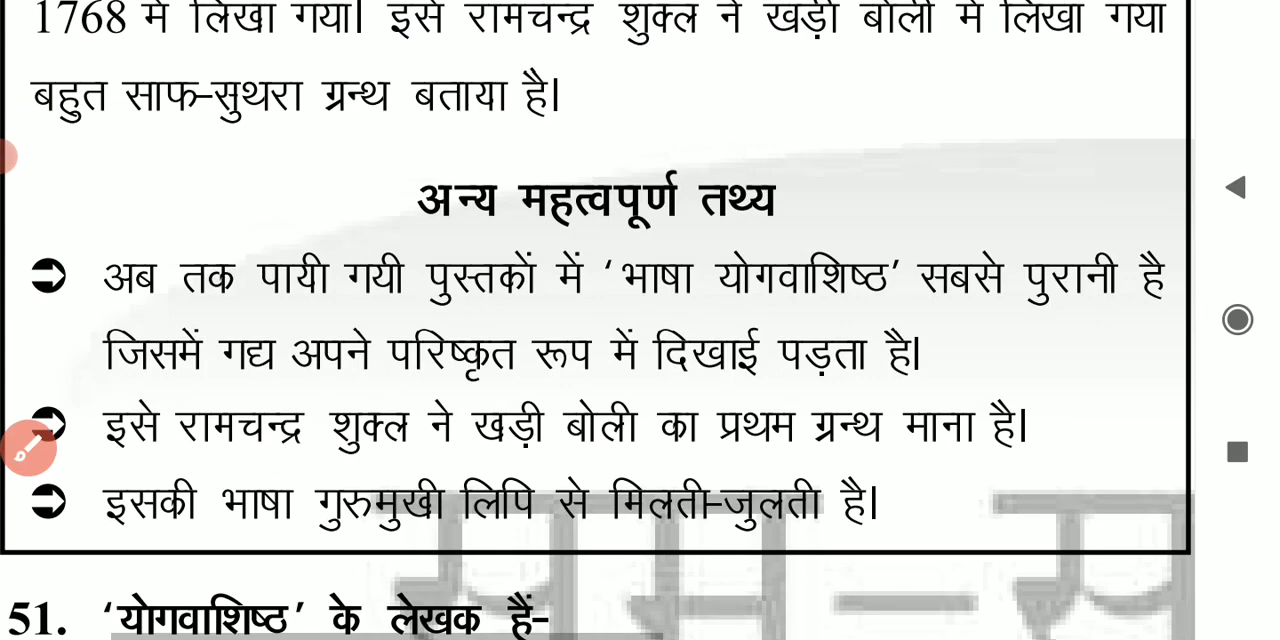 1768 में लिखा गया। इसे रामचन्द्र शुक्ल ने खड़ी बोली में लिखा गया
बहुत साफ-सुथरा ग्रन्थ बताया है।
अन्य महत्वपूर्ण तथ्य
➲ अब तक पायी गयी पुस्तकों में ‘भाषा योगवाशिष्ठ’ सबसे पुरानी है
जिसमें गद्य अपने परिष्कृत रूप में दिखाई पड़ता है।
➲ इसे रामचन्द्र शुक्ल ने खड़ी बोली का प्रथम ग्रन्थ माना है।
➲ इसकी भाषा गुरुमुखी लिपि से मिलती-जुलती है।
51. ‘योगवाशिष्ठ’ के लेखक हैं-